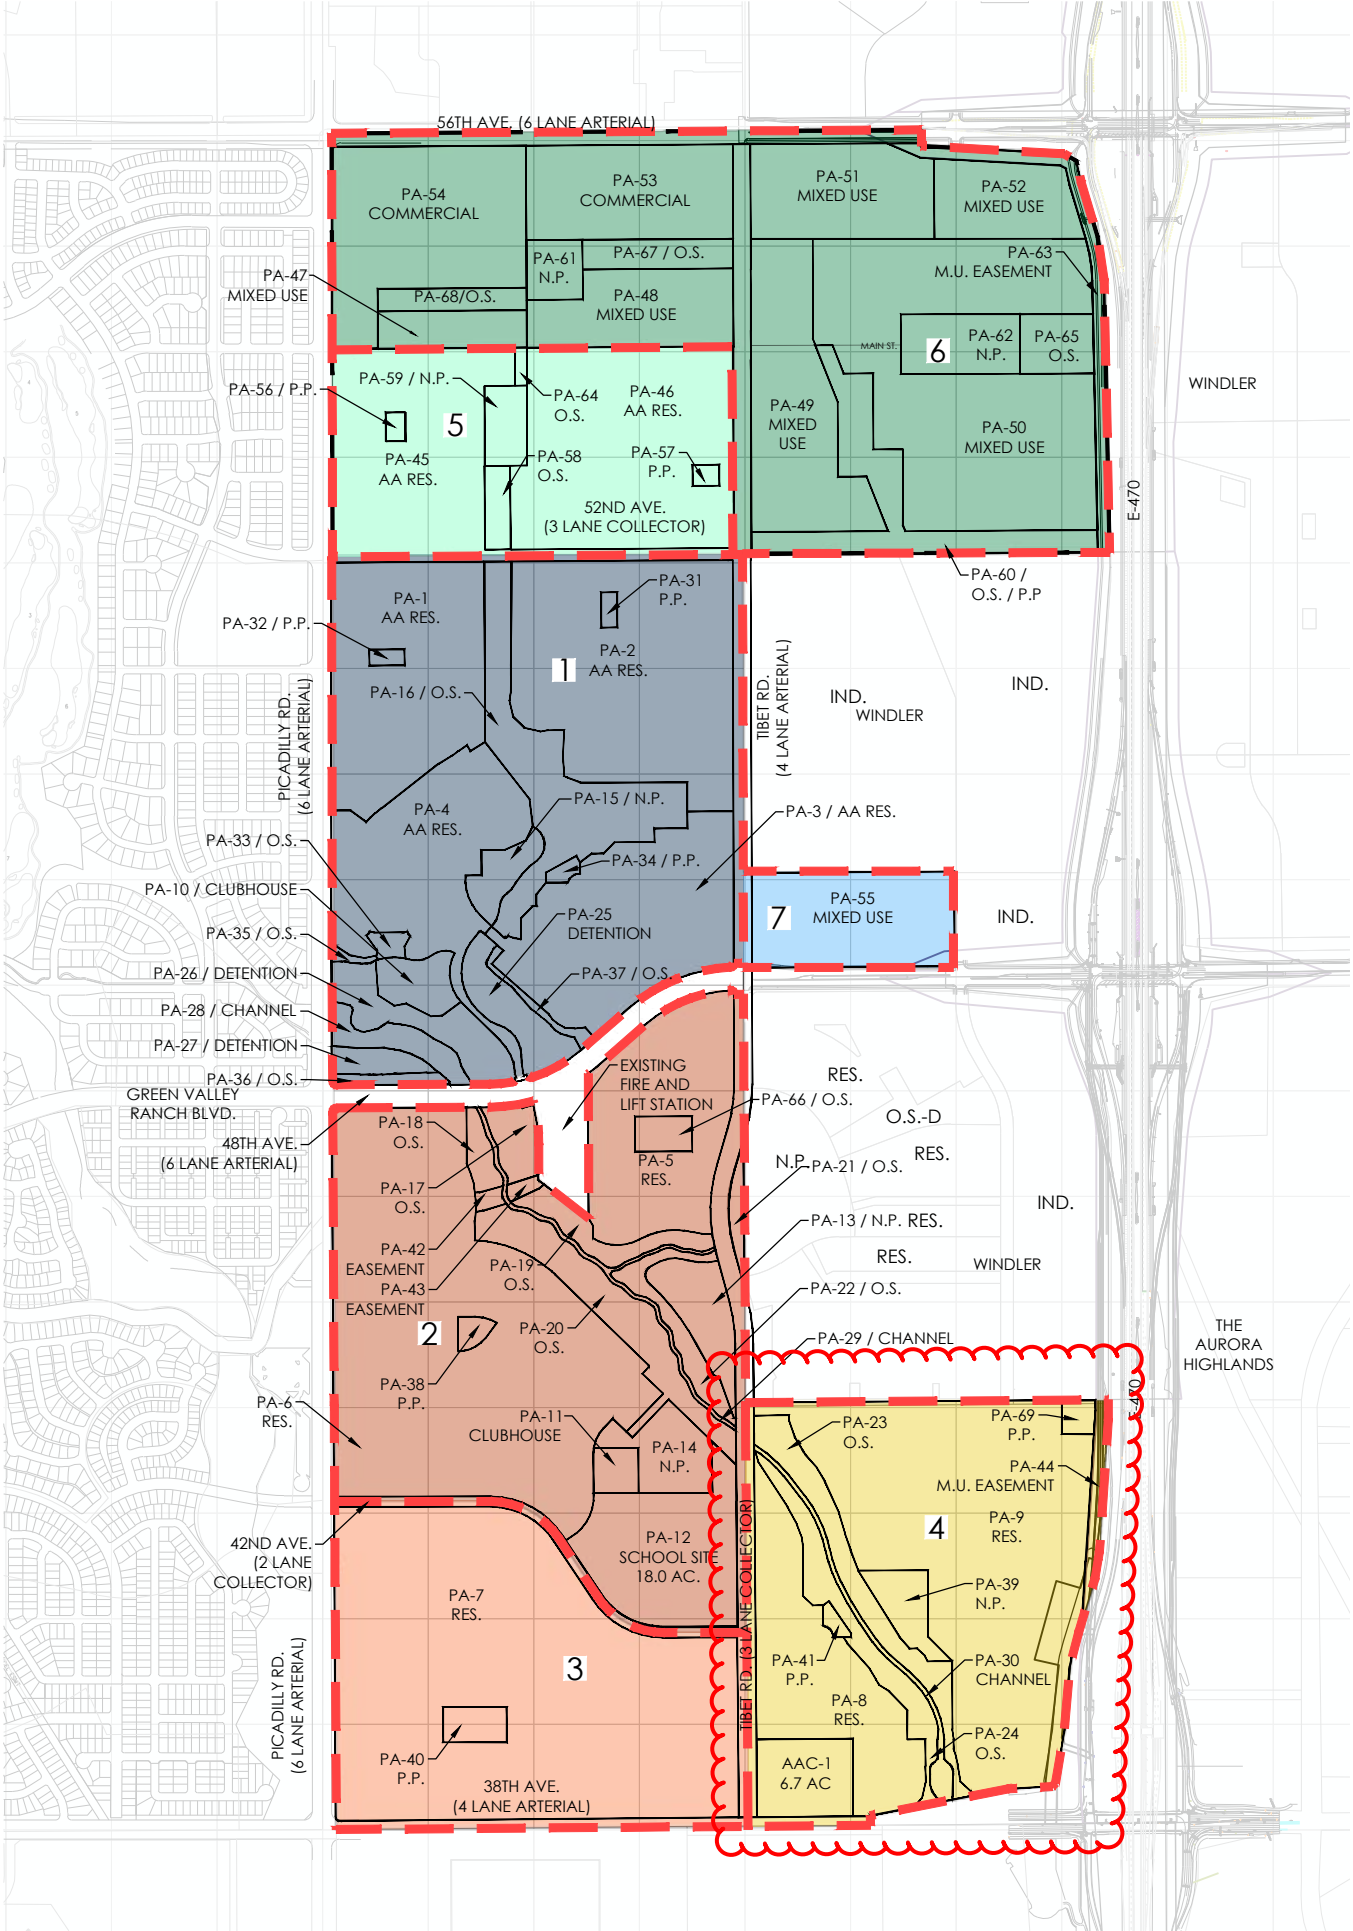 56TH AVE. (6 LANE ARTERIAL)
PA-54
COMMERCIAL
PA-53
COMMERCIAL
PA-51
MIXED USE
PA-52
MIXED USE
PA-47
MIXED USE
PA-61
N.P.
PA-67 / O.S.
PA-68/O.S.
PA-48
MIXED USE
PA-63
M.U. EASEMENT
MAIN ST.
6
PA-62
N.P.
PA-65
O.S.
WINDLER
PA-56 / P.P.
PA-59 / N.P.
PA-64
O.S.
PA-46
AA RES.
5
PA-45
AA RES.
PA-58
O.S.
PA-57
P.P.
52ND AVE.
(3 LANE COLLECTOR)
PA-49
MIXED
USE
PA-50
MIXED USE
E-470
PA-60 /
O.S. / P.P
PA-1
AA RES.
PA-31
P.P.
PA-32 / P.P.
PA-2
AA RES.
1
PA-16 / O.S.
PICADILLY RD.
(6 LANE ARTERIAL)
TIBET RD.
(4 LANE ARTERIAL)
IND.
WINDLER
IND.
PA-4
AA RES.
PA-15 / N.P.
PA-3 / AA RES.
PA-33 / O.S.
PA-34 / P.P.
PA-10 / CLUBHOUSE
PA-35 / O.S.
PA-25
DETENTION
7
PA-55
MIXED USE
IND.
PA-26 / DETENTION
PA-37 / O.S.
PA-28 / CHANNEL
PA-27 / DETENTION
PA-36 / O.S.
GREEN VALLEY
RANCH BLVD.
48TH AVE.
(6 LANE ARTERIAL)
EXISTING
FIRE AND
LIFT STATION
PA-66 / O.S.
RES.
O.S.-D
RES.
PA-18
O.S.
PA-5
RES.
N.P.
PA-21 / O.S.
PA-17
O.S.
IND.
PA-13 / N.P.
RES.
PA-42
EASEMENT
PA-19
O.S.
RES.
WINDLER
PA-43
EASEMENT
PA-22 / O.S.
2
PA-20
O.S.
PA-29 / CHANNEL
THE
AURORA
HIGHLANDS
PA-38
P.P.
PA-6
RES.
PA-11
CLUBHOUSE
PA-14
N.P.
E-470
PA-23
O.S.
PA-69
P.P.
PA-44
M.U. EASEMENT
4
PA-9
RES.
42ND AVE.
(2 LANE
COLLECTOR)
PA-12
SCHOOL SITE
18.0 AC.
TIBET RD. (3 LANE COLLECTOR)
PA-7
RES.
PA-39
N.P.
3
PA-41
P.P.
PA-30
CHANNEL
PICADILLY RD.
(6 LANE ARTERIAL)
PA-8
RES.
PA-24
O.S.
PA-40
P.P.
AAC-1
6.7 AC
38TH AVE.
(4 LANE ARTERIAL)